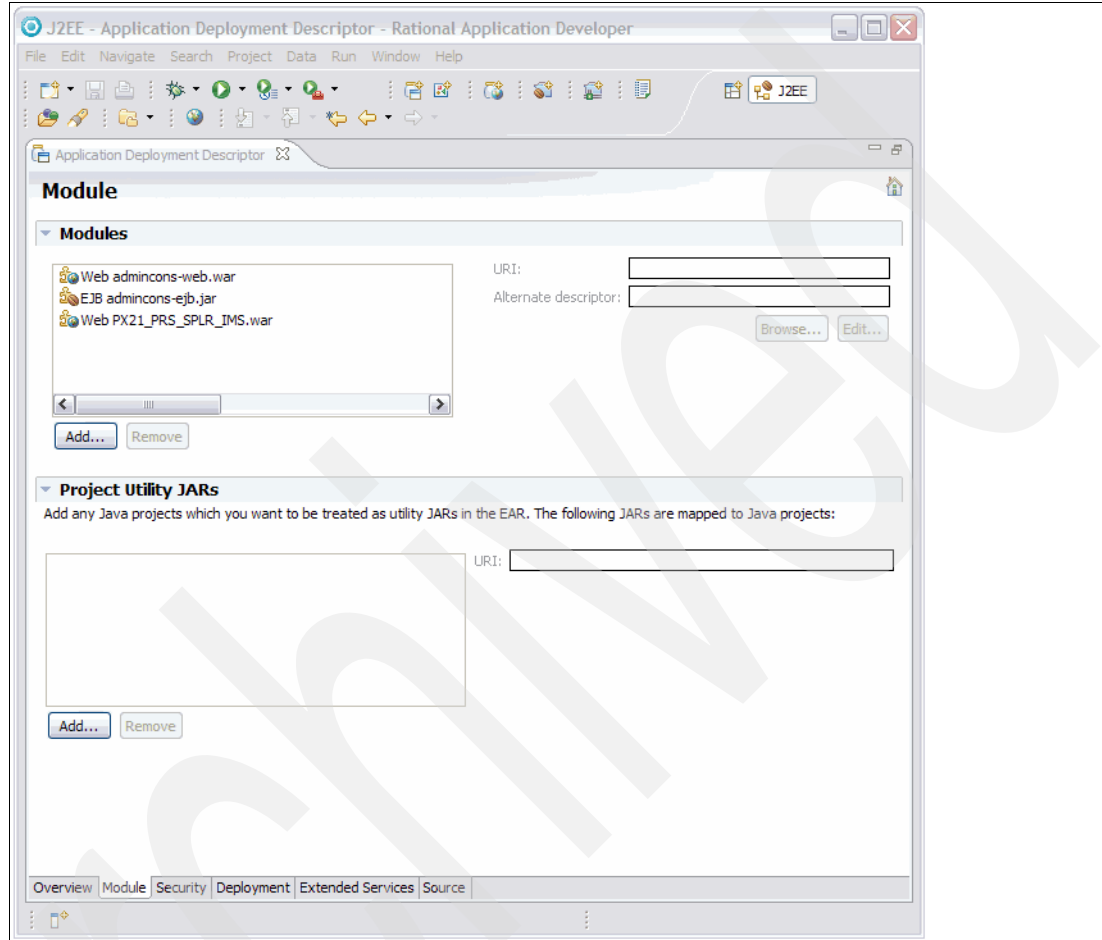 J2EE - Application Deployment Descriptor - Rational Application Developer
File Edit Navigate Search Project Data Run Window Help
J2EE
Application Deployment Descriptor
Module
Modules
Web admincons-web.war
EJB admincons-ejb.jar
Web PX21_PRS_SPLR_IMS.war
URI:
Alternate descriptor:
Browse... Edit...
Add... Remove
Project Utility JARs
Add any Java projects which you want to be treated as utility JARs in the EAR. The following JARs are mapped to Java projects:
URI:
Add... Remove
Overview Module Security Deployment Extended Services Source